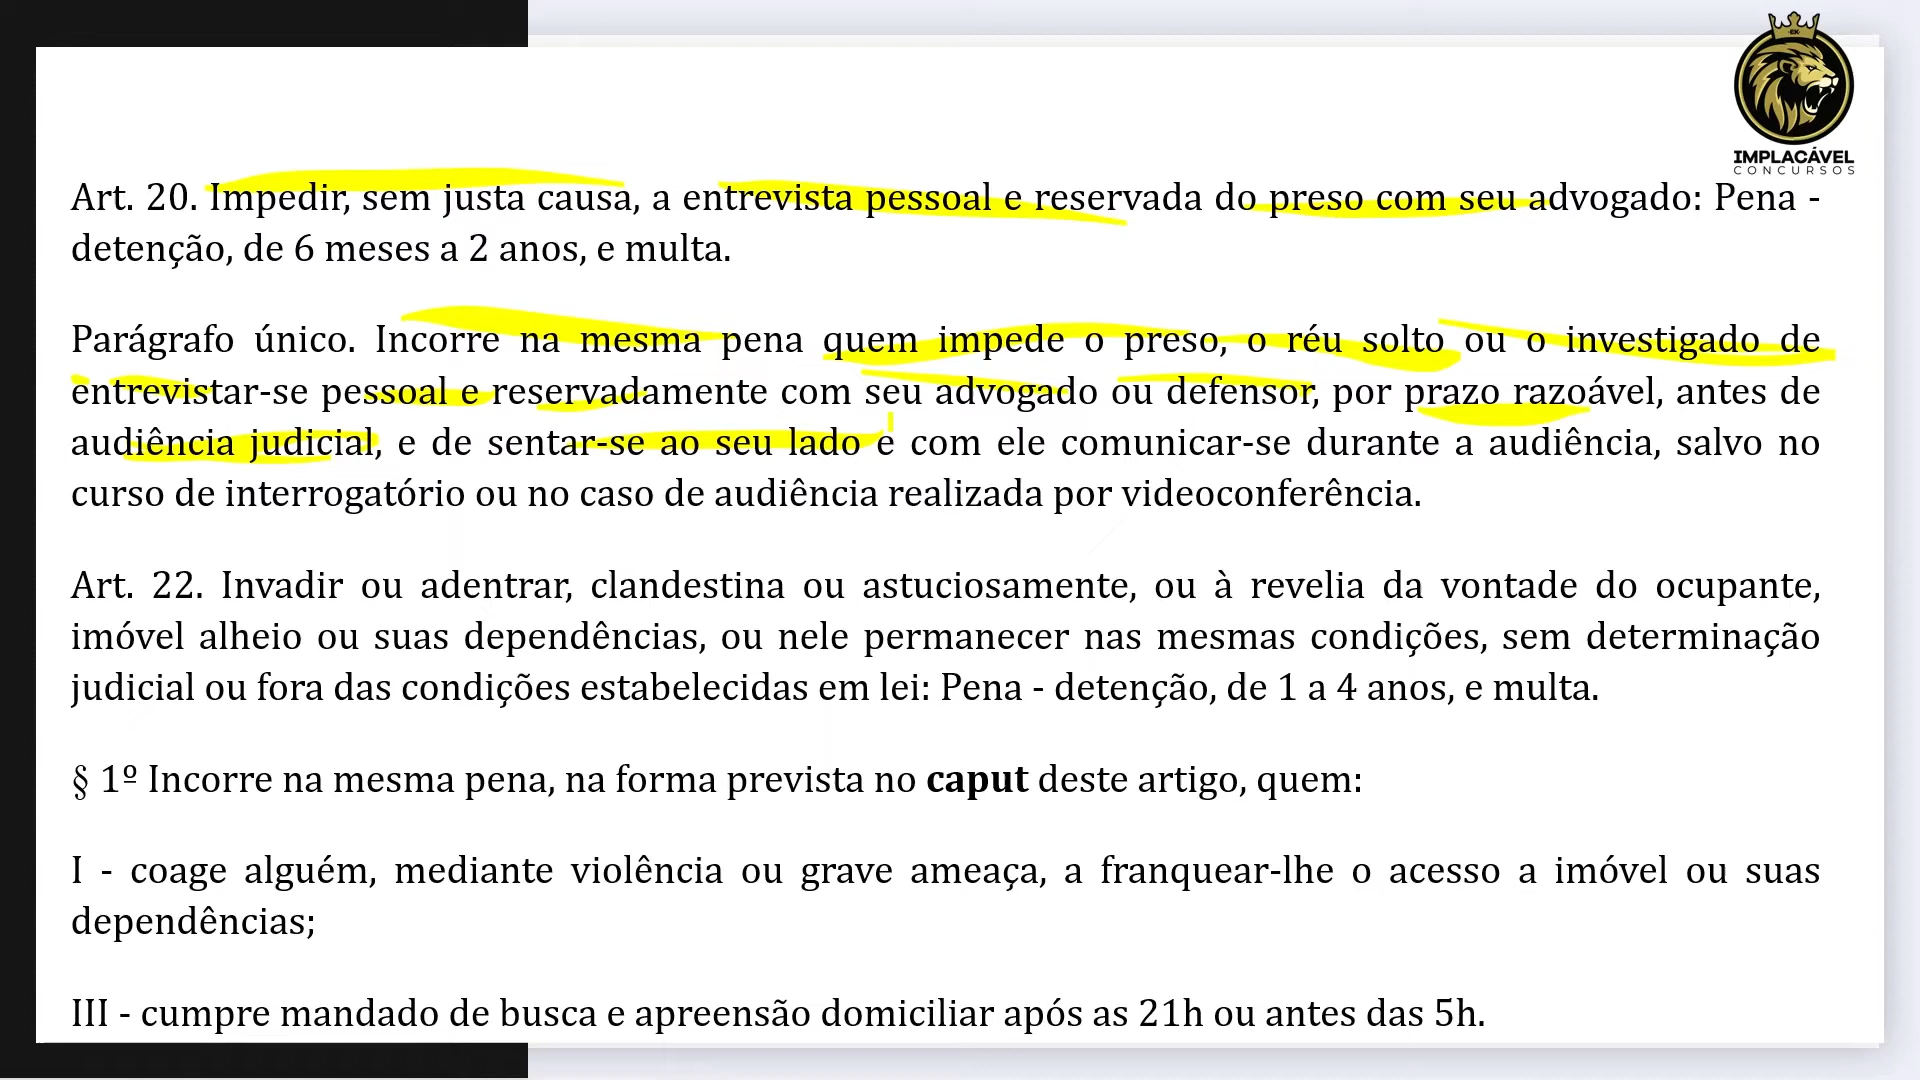 IMPLACÁVEL
CONCURSOS
Art. 20. Impedir, sem justa causa, a entrevista pessoal e reservada do preso com seu advogado: Pena -
detenção, de 6 meses a 2 anos, e multa.
Parágrafo único. Incorre na mesma pena quem impede o preso, o réu solto ou o investigado de
entrevistar-se pessoal e reservadamente com seu advogado ou defensor, por prazo razoável, antes de
audiência judicial, e de sentar-se ao seu lado e com ele comunicar-se durante a audiência, salvo no
curso de interrogatório ou no caso de audiência realizada por videoconferência.
Art. 22. Invadir ou adentrar, clandestina ou astuciosamente, ou à revelia da vontade do ocupante,
imóvel alheio ou suas dependências, ou nele permanecer nas mesmas condições, sem determinação
judicial ou fora das condições estabelecidas em lei: Pena - detenção, de 1 a 4 anos, e multa.
§ 1º Incorre na mesma pena, na forma prevista no caput deste artigo, quem:
I - coage alguém, mediante violência ou grave ameaça, a franquear-lhe o acesso a imóvel ou suas
dependências;
III - cumpre mandado de busca e apreensão domiciliar após as 21h ou antes das 5h.